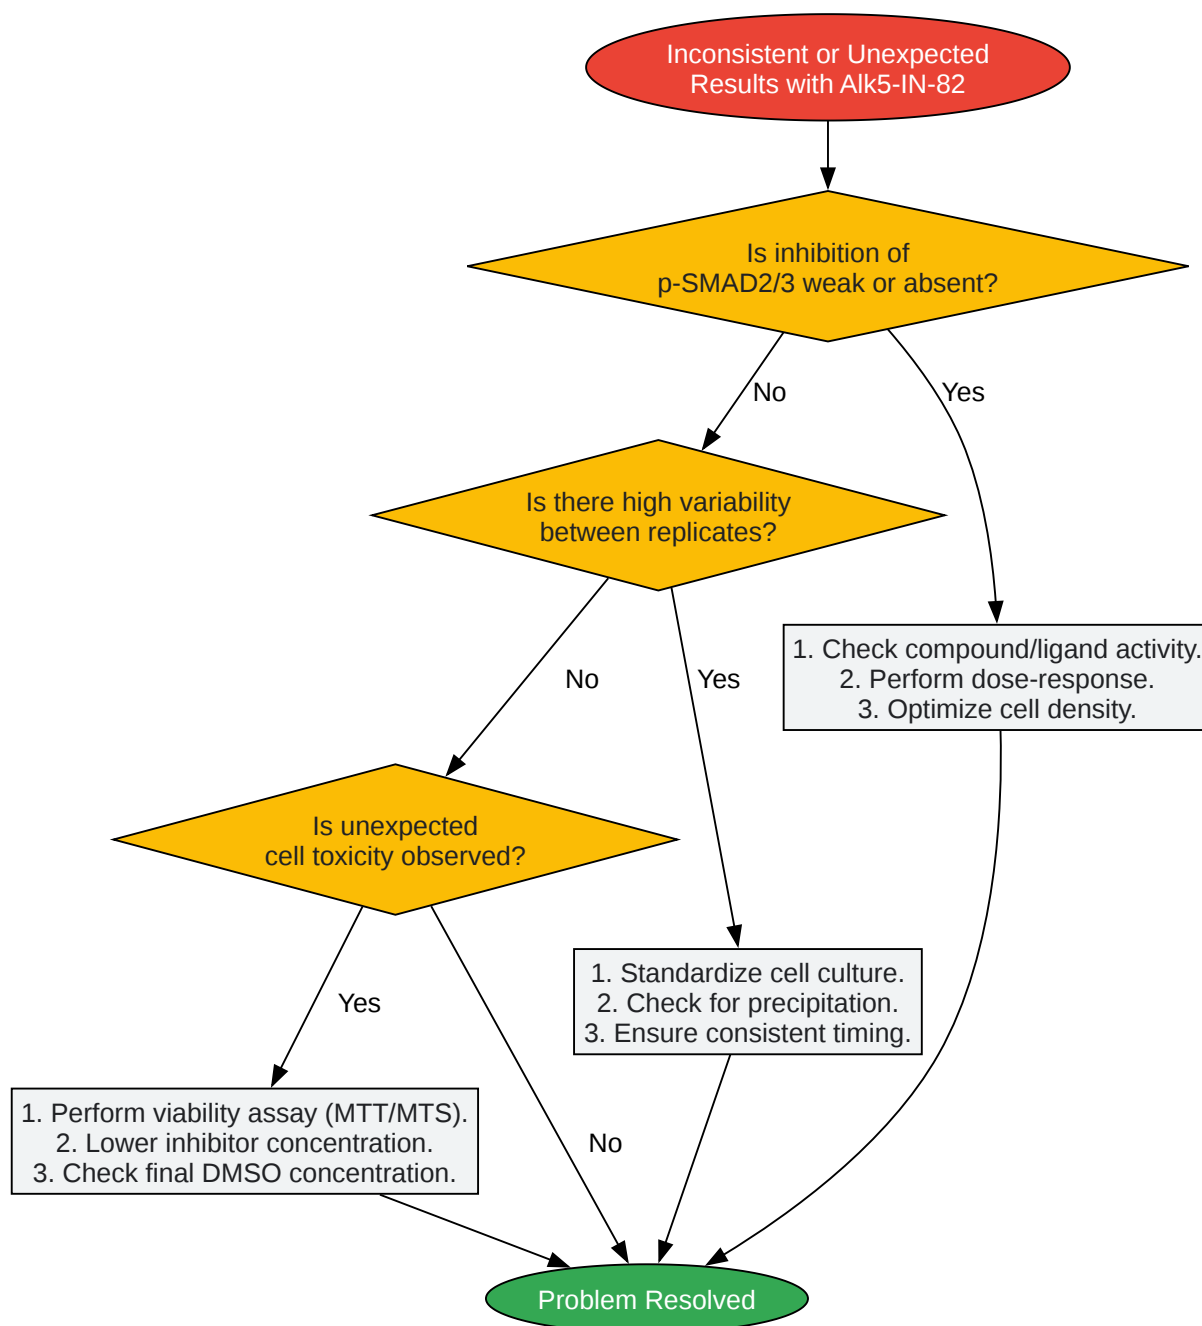 Inconsistent or Unexpected
Results with Alk5-IN-82
Is inhibition of
p-SMAD2/3 weak or absent?
No
Yes
Is there high variability
between replicates?
No
Yes
1. Check compound/ligand activity.
2. Perform dose-response.
3. Optimize cell density.
Is unexpected
cell toxicity observed?
Yes
No
1. Standardize cell culture.
2. Check for precipitation.
3. Ensure consistent timing.
1. Perform viability assay (MTT/MTS).
2. Lower inhibitor concentration.
3. Check final DMSO concentration.
Problem Resolved